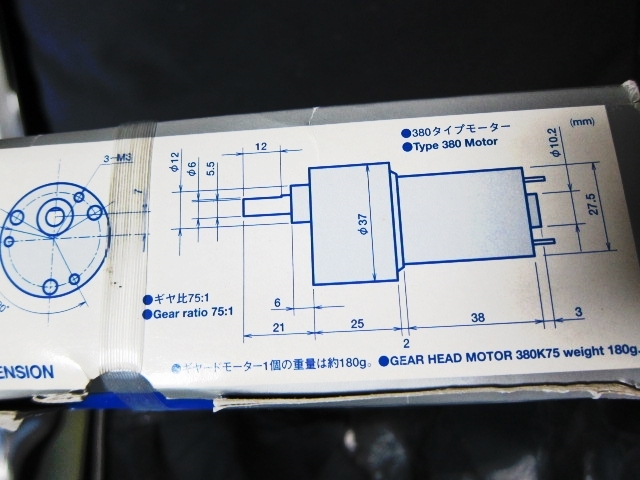 ●380タイプモーター
●Type 380 Motor
(mm)
3-M3
φ12
φ6
5.5
12
7
φ37
φ10.2
27.5
●ギヤ比75:1
●Gear ratio 75:1
6
21
25
2
38
3
ENSION
●ギヤードモーター1個の重量は約180g。
●GEAR HEAD MOTOR 380K75 weight 180g.